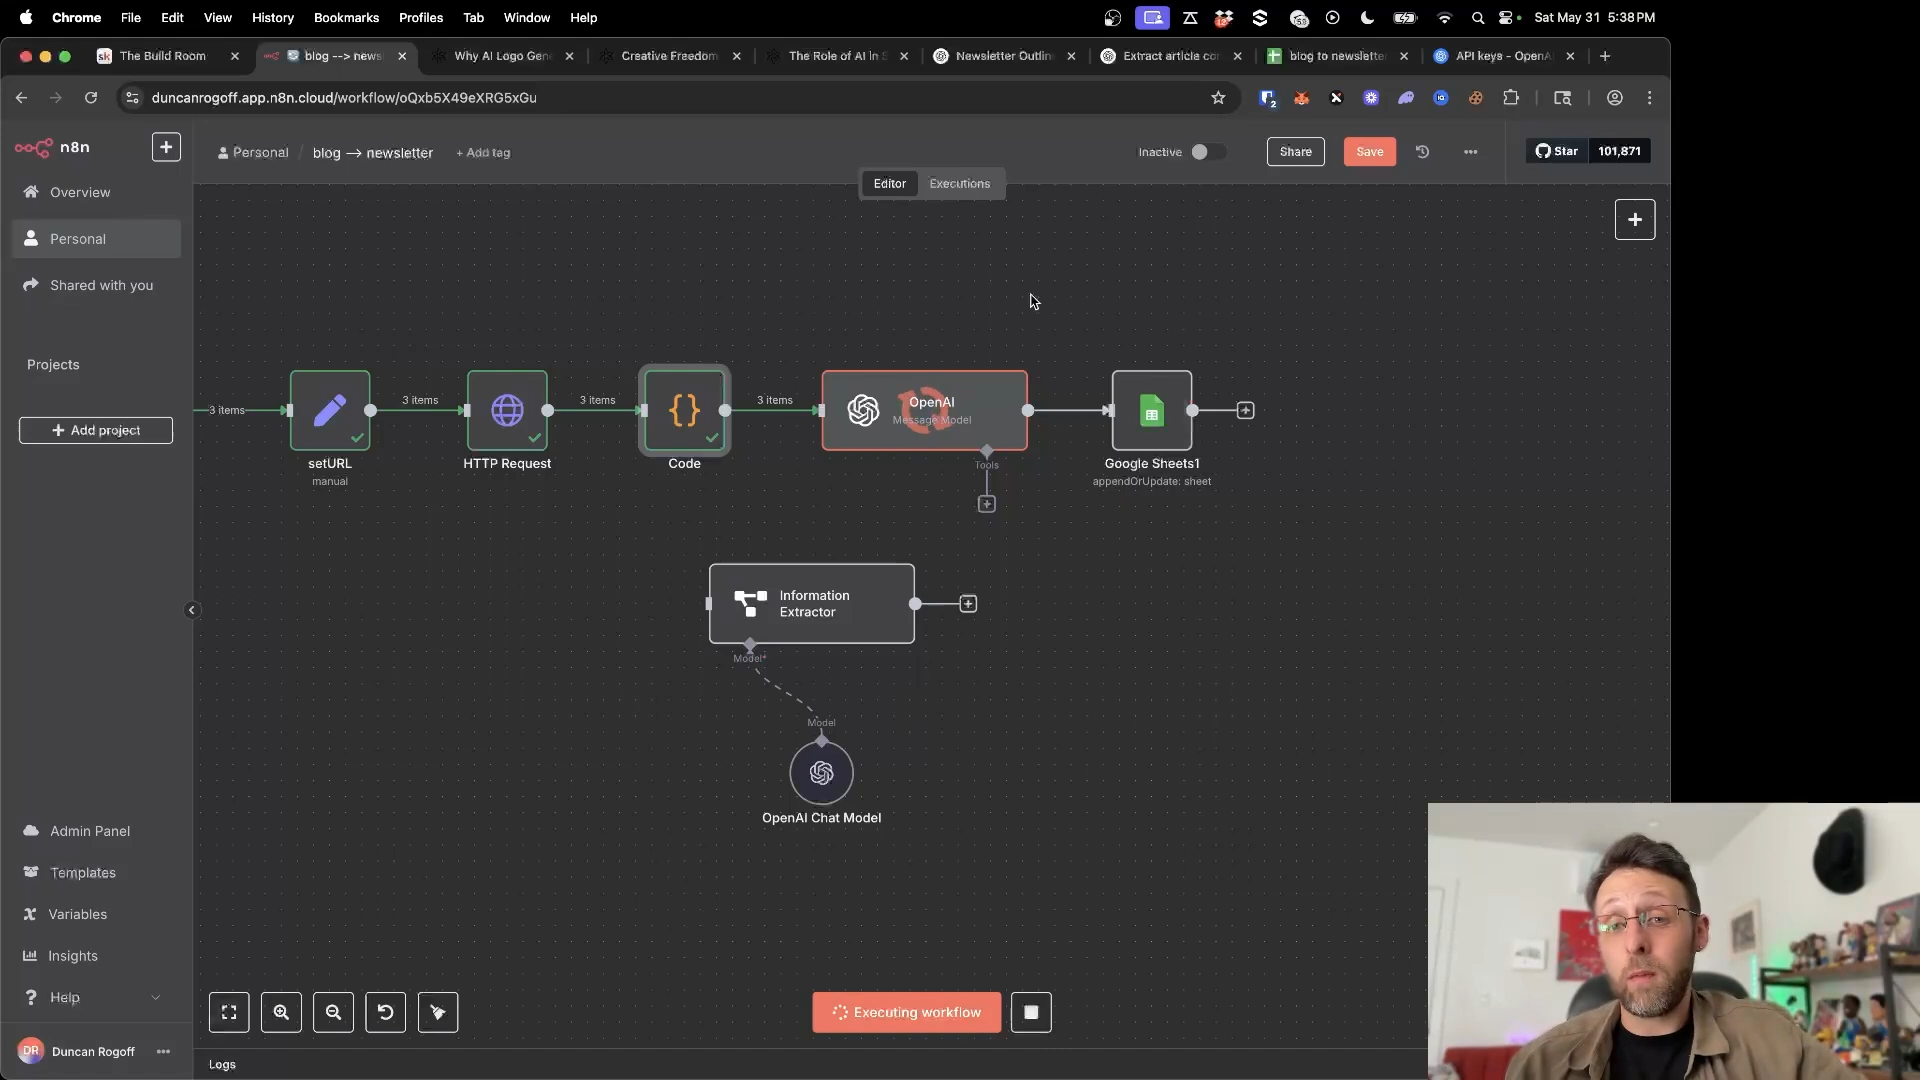 Chrome File Edit View History Bookmarks Profiles Tab Window Help
Sat May 31 5:38 PM
The Build Room
blog --> news
Why AI Logo Gene
Creative Freedom
The Role of AI in S
Newsletter Outlin
Extract article con
blog to newslette
API keys - OpenA
duncanrogoff.app.n8n.cloud/workflow/oQxb5X49eXRG5xGu
n8n
Personal / blog --> newsletter + Add tag
Inactive
Share
Save
Star 101,871
Editor Executions
Overview
Personal
Shared with you
Projects
+ Add project
3 items
3 items
3 items
3 items
OpenAI
Message Model
Tools
setURL
manual
HTTP Request
Code
Google Sheets1
appendOrUpdate: sheet
Information
Extractor
Model*
Model
OpenAI Chat Model
Admin Panel
Templates
Variables
Insights
Help
Executing workflow
DR Duncan Rogoff
Logs